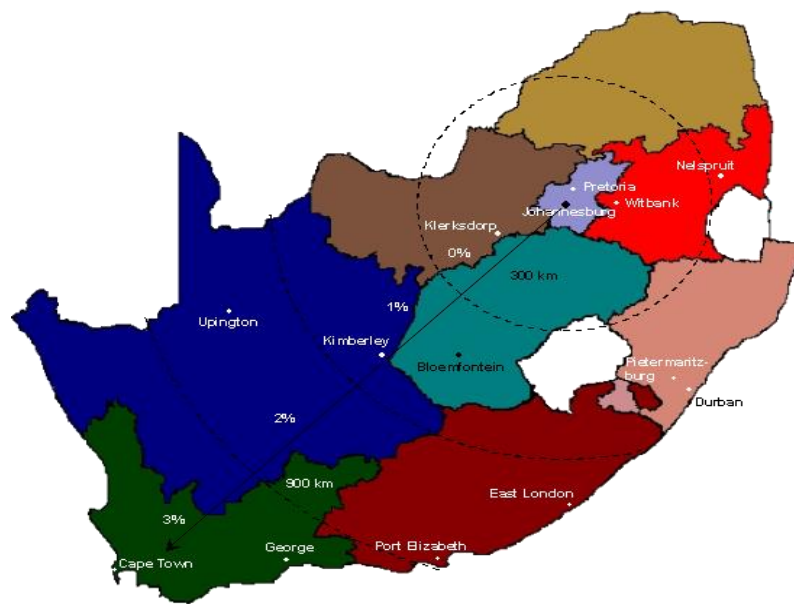 Nelspruit
Pretoria
Johannesburg
Witbank
Klerksdorp
0%
300 km
1%
Upington
Kimberley
Bloemfontein
Pietermaritz-
burg
Durban
2%
900 km
East London
3%
Port Elizabeth
George
Cape Town